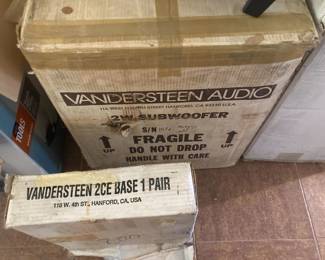 VANDERSTEEN AUDIO
2W SUBWOOFER
S/N
FRAGILE
UP DO NOT DROP UP
HANDLE WITH CARE
TOOLS
VANDERSTEEN 2CE BASE 1 PAIR
116 W. 4th ST., HANFORD, CA, USA